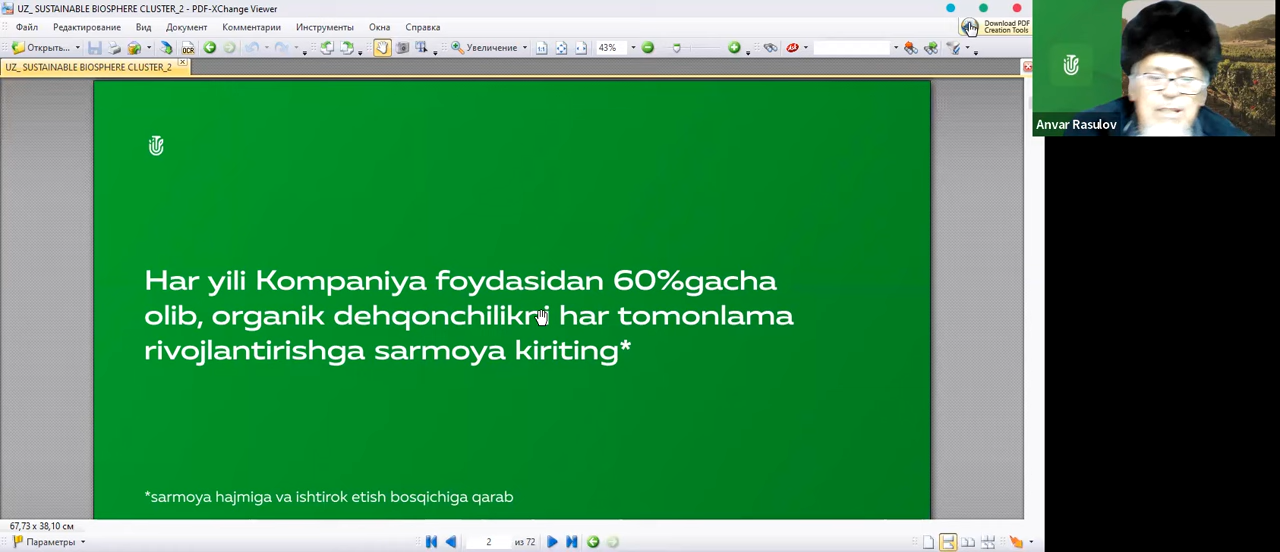 UZ_ SUSTAINABLE BIOSPHERE CLUSTER_2 - PDF-XChange Viewer
Файл Редактирование Вид Документ Комментарии Инструменты Окна Справка
Download PDF
Creation Tools
Открыть... OCR Увеличение 43%
UZ_ SUSTAINABLE BIOSPHERE CLUSTER_2
Anvar Rasulov
Har yili Kompaniya foydasidan 60%gacha
olib, organik dehqonchilikni har tomonlama
rivojlantirishga sarmoya kiriting*
*sarmoya hajmiga va ishtirok etish bosqichiga qarab
67,73 x 38,10 см
Параметры 2 из 72